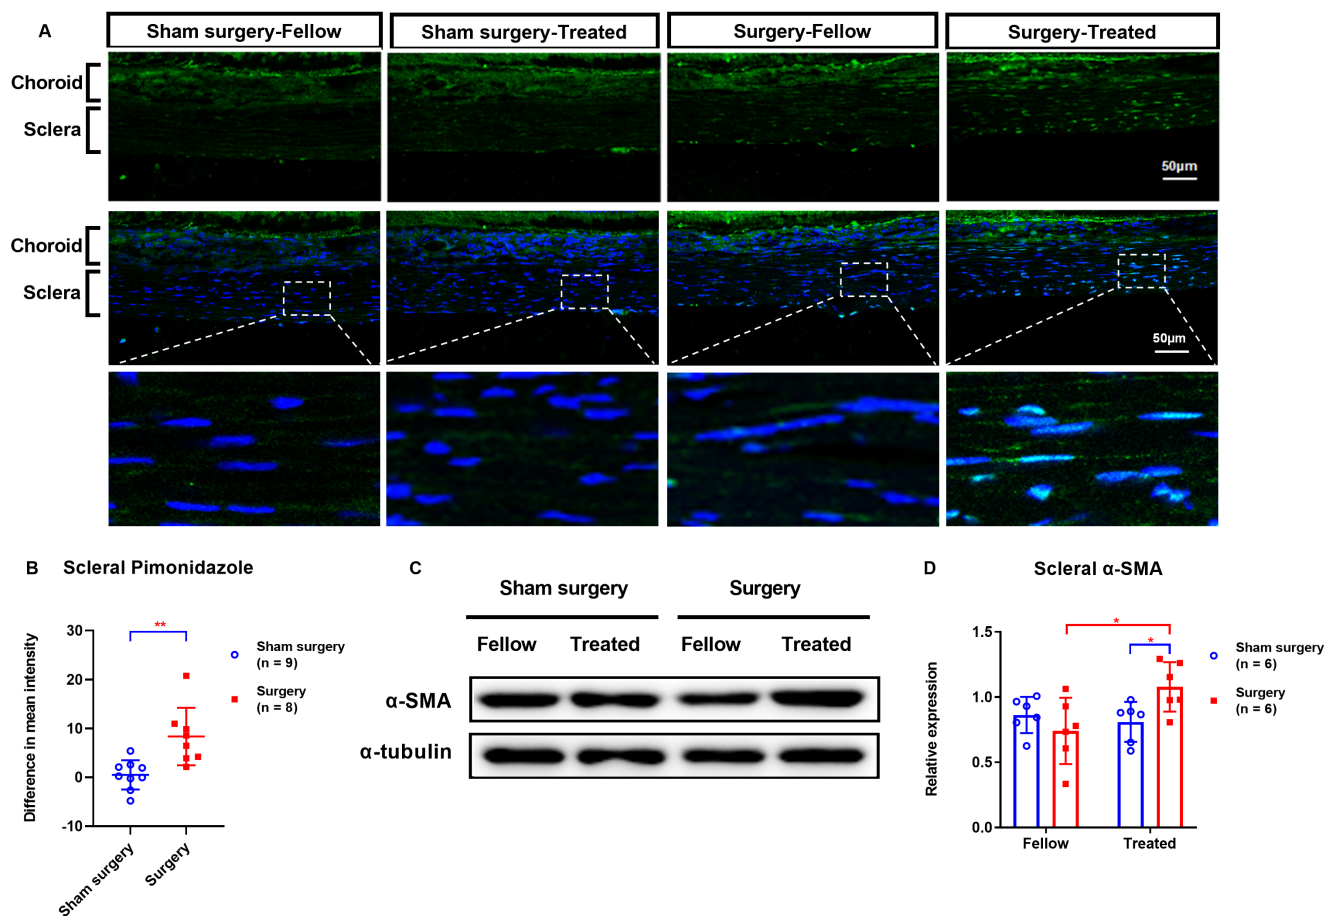 A
Sham surgery-Fellow
Sham surgery-Treated
Surgery-Fellow
Surgery-Treated
Choroid
Sclera
50µm
Choroid
Sclera
50µm
B Scleral Pimonidazole
Difference in mean intensity
30
20
10
0
-10
**
Sham surgery
(n = 9)
Surgery
(n = 8)
Sham surgery
Surgery
C
Sham surgery Surgery
Fellow Treated Fellow Treated
α-SMA
α-tubulin
D Scleral α-SMA
Relative expression
1.5
1.0
0.5
0.0
*
*
Sham surgery
(n = 6)
Surgery
(n = 6)
Fellow Treated